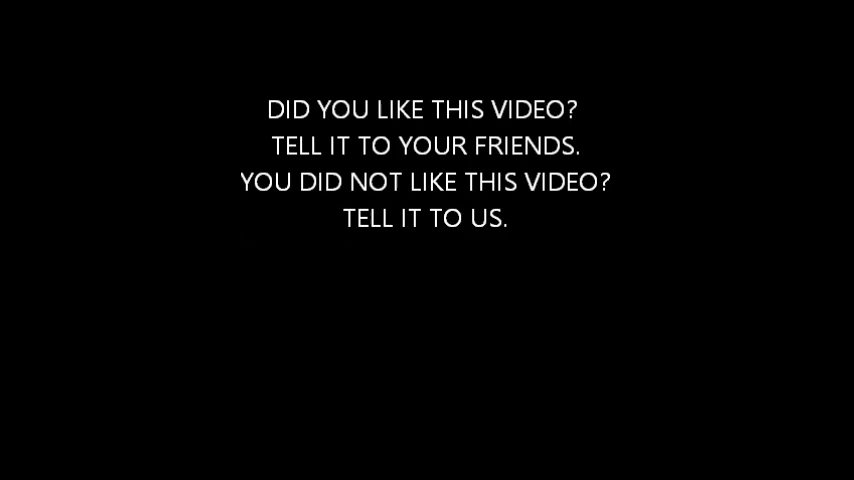 DID YOU LIKE THIS VIDEO?
TELL IT TO YOUR FRIENDS.
YOU DID NOT LIKE THIS VIDEO?
TELL IT TO US.